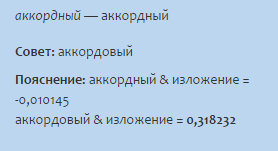 аккордный — аккордный
Совет: аккордовый
Пояснение: аккордный & изложение =
-0,010145
аккордовый & изложение = 0,318232